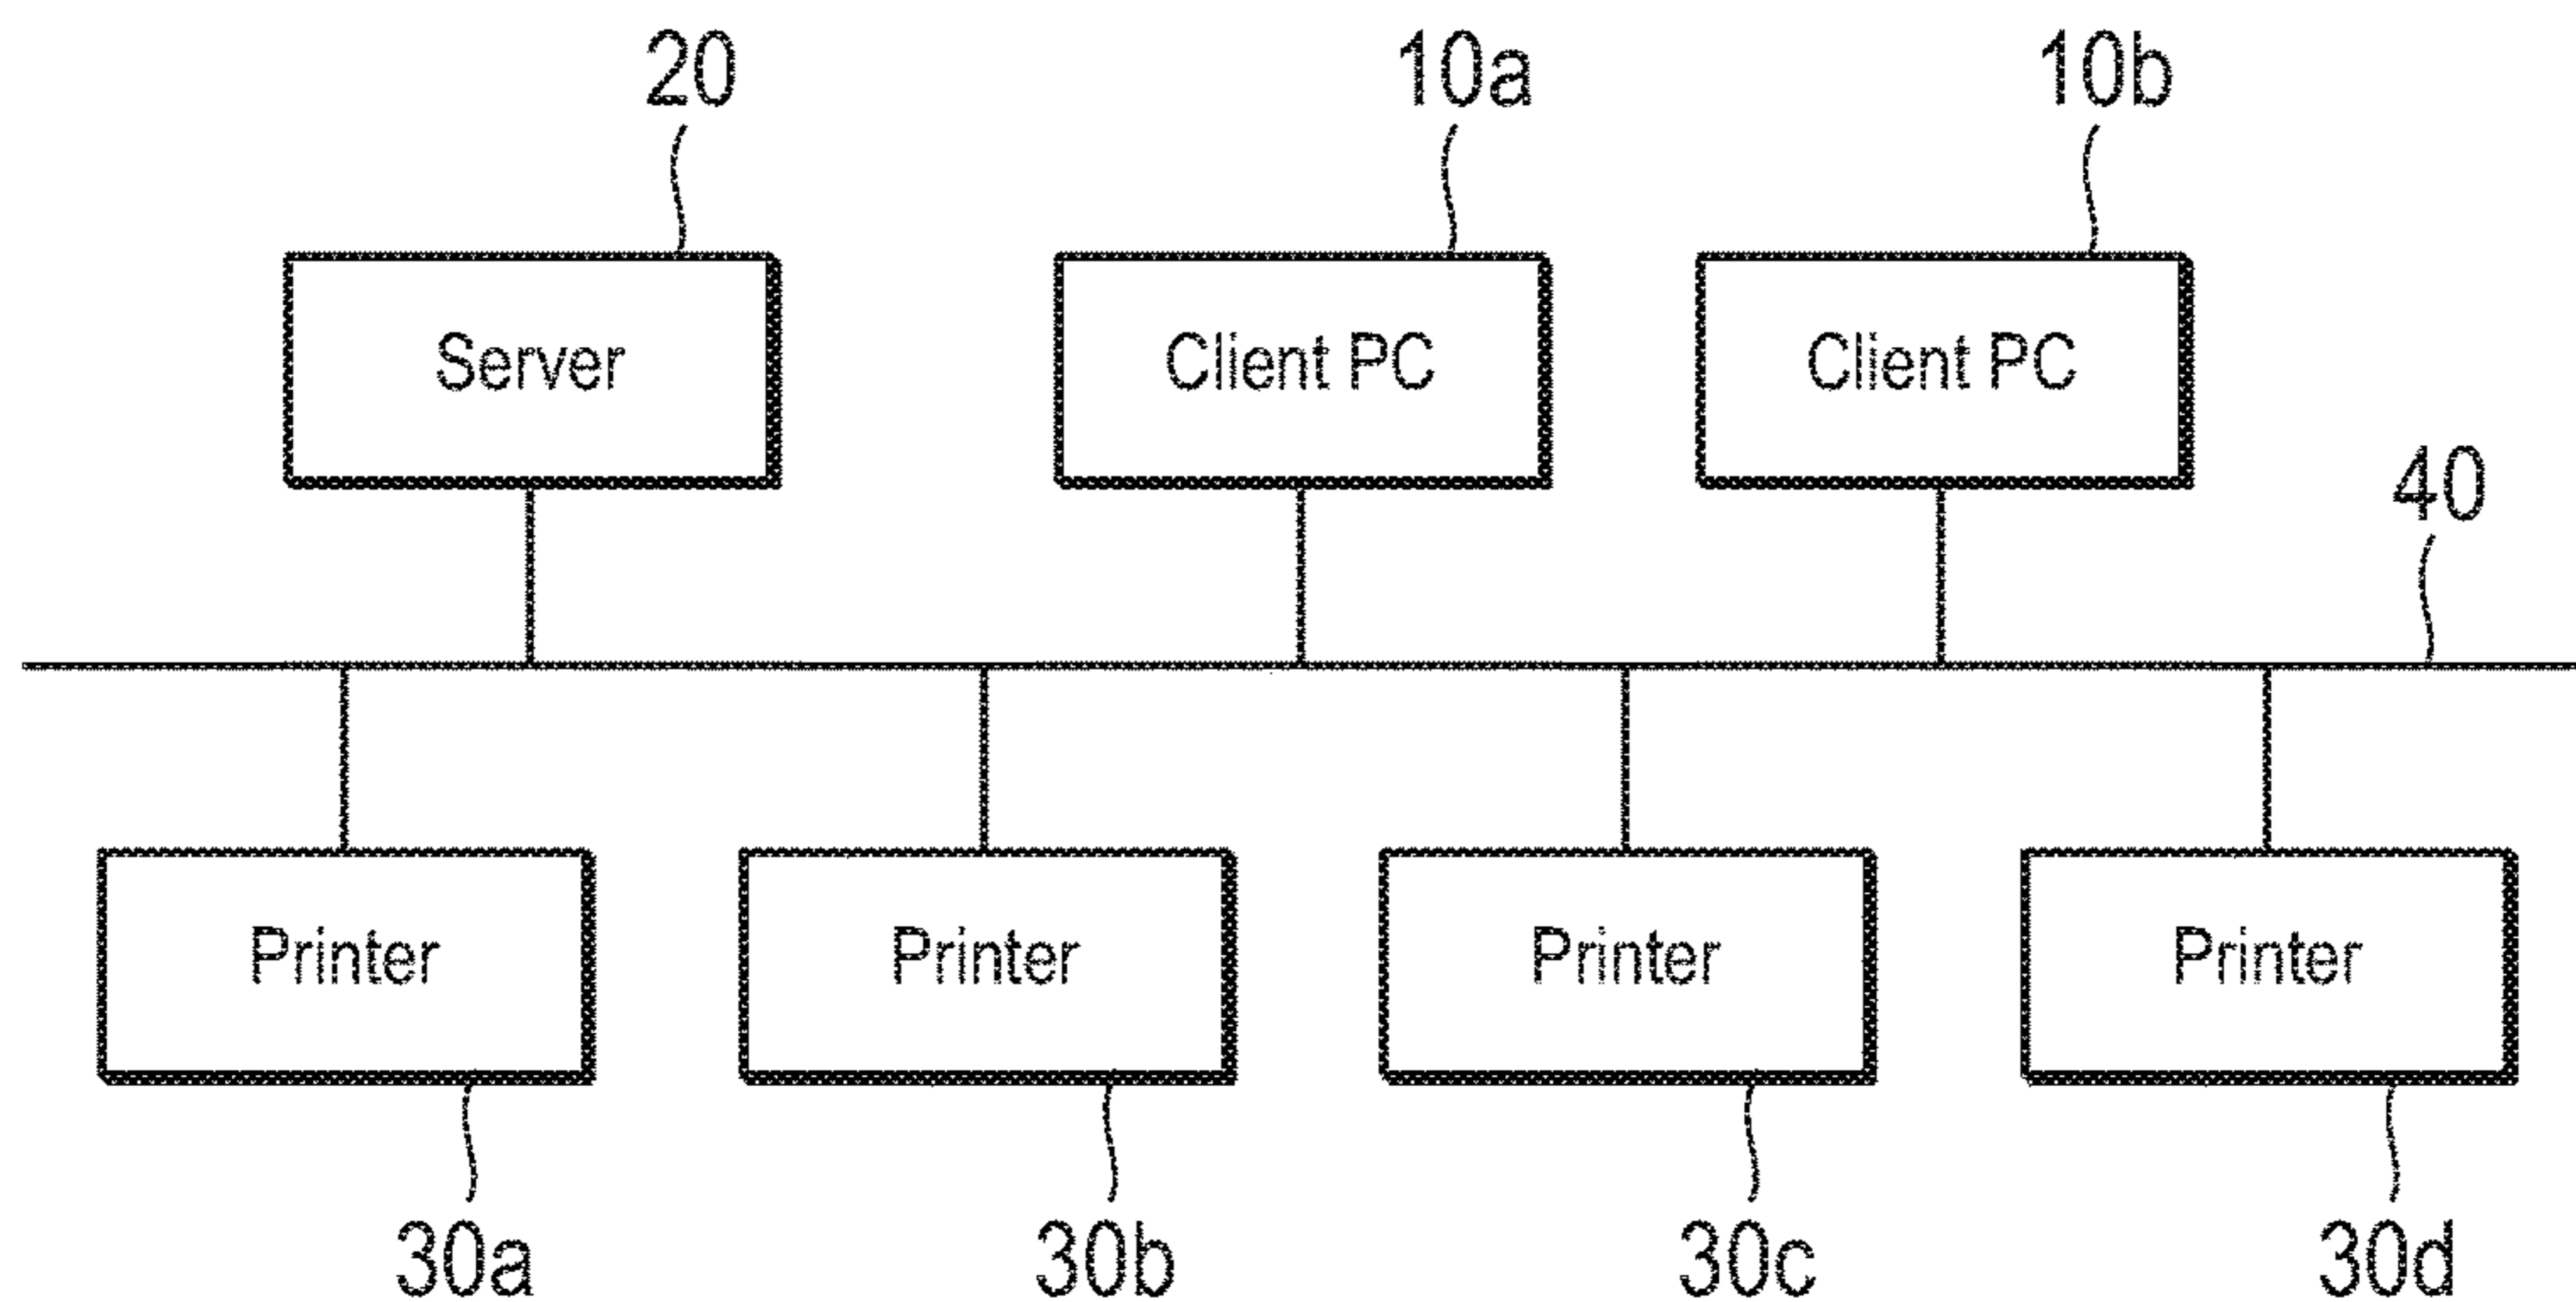 20 10a 10b
Server Client PC Client PC
40
Printer Printer Printer Printer
30a 30b 30c 30d